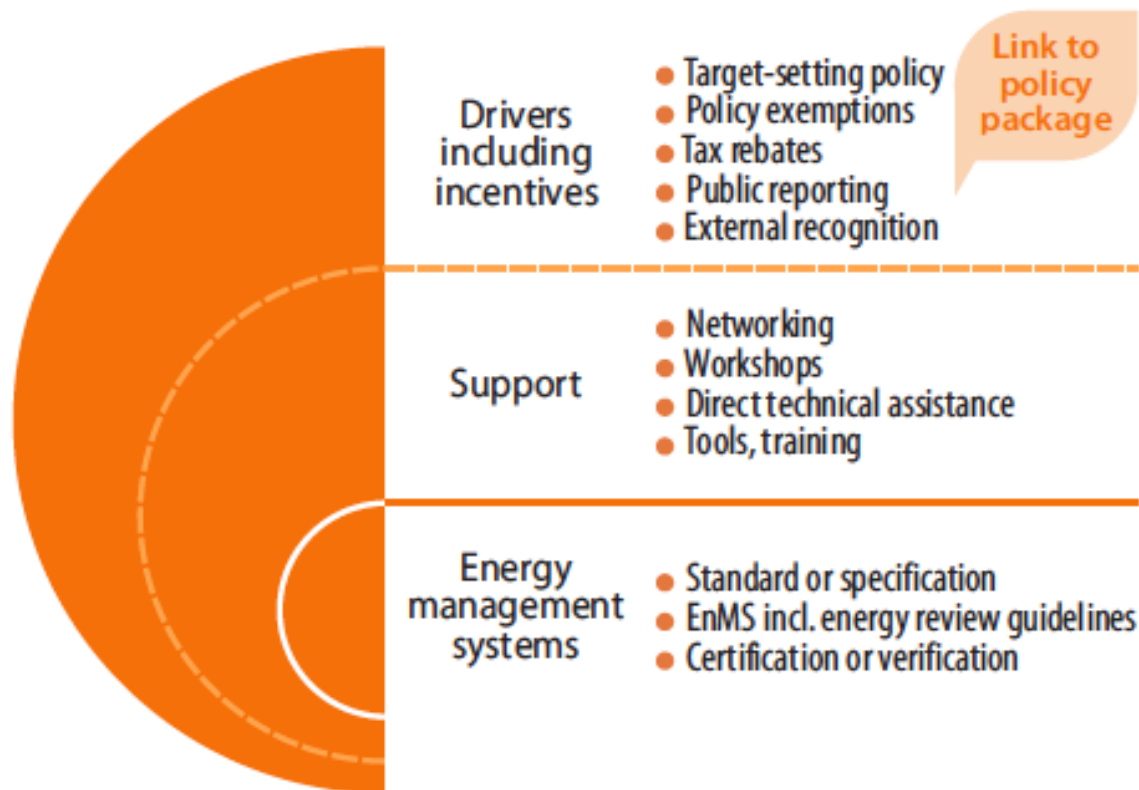 Link to
policy
package
Drivers
including
incentives
Target-setting policy
Policy exemptions
Tax rebates
Public reporting
External recognition
Support
Networking
Workshops
Direct technical assistance
Tools, training
Energy
management
systems
Standard or specification
EnMS incl. energy review guidelines
Certification or verification